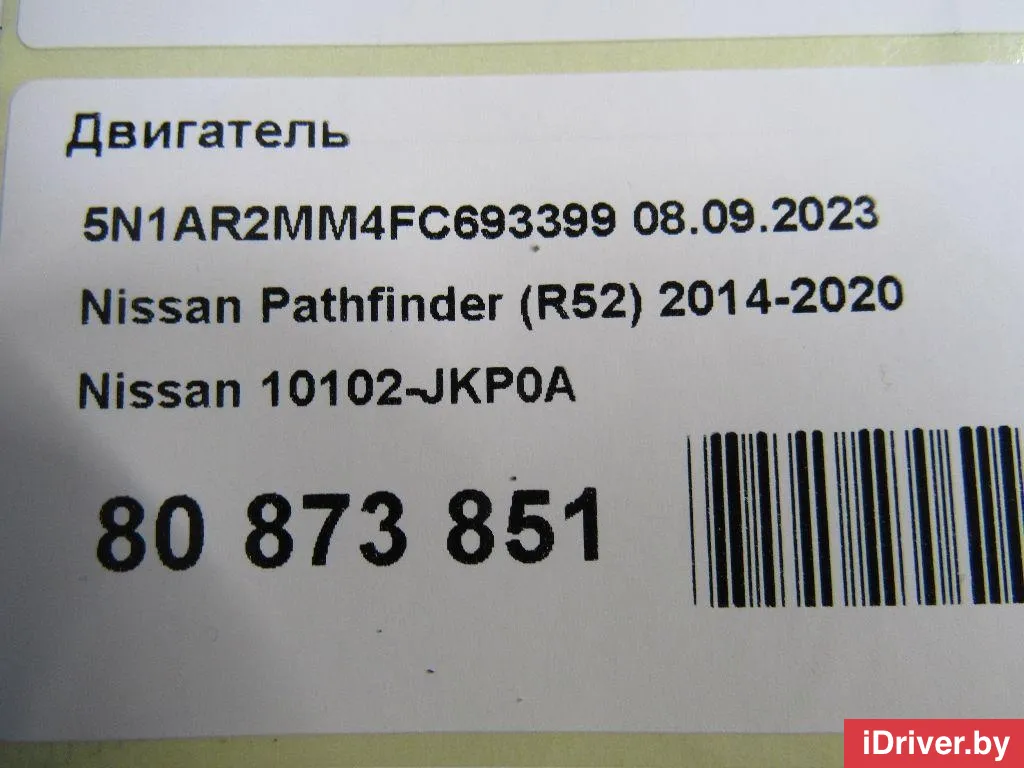 Двигатель
5N1AR2MM4FC693399 08.09.2023
Nissan Pathfinder (R52) 2014-2020
Nissan 10102-JKP0A
80 873 851
iDriver.by